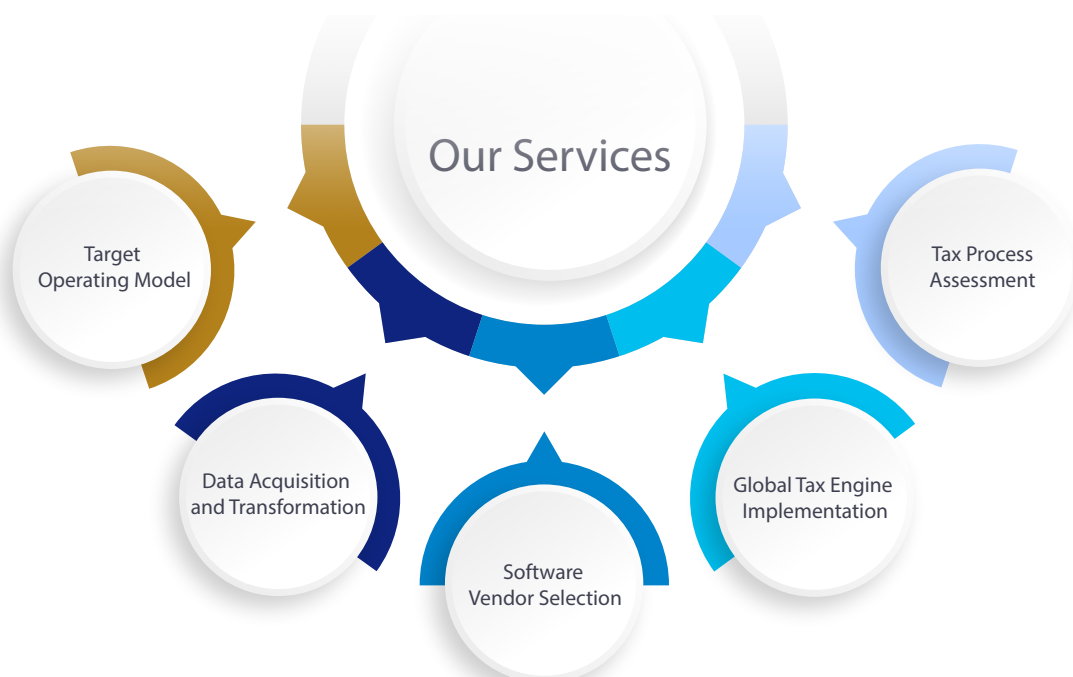 Our Services
Target
Operating Model
Data Acquisition
and Transformation
Software
Vendor Selection
Global Tax Engine
Implementation
Tax Process
Assessment